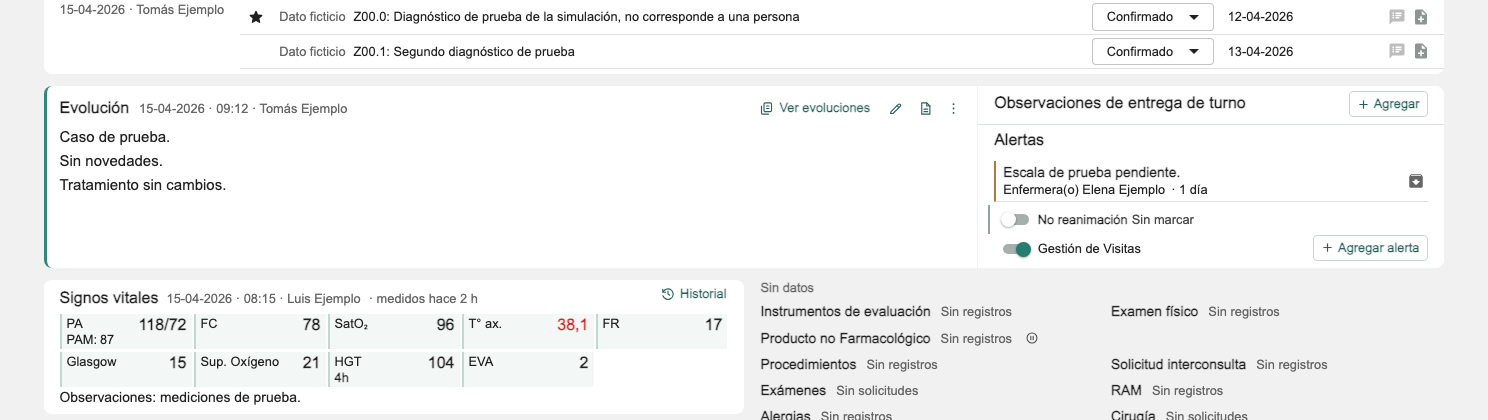 15-04-2026 · Tomás Ejemplo
Dato ficticio Z00.0: Diagnóstico de prueba de la simulación, no corresponde a una persona Confirmado 12-04-2026
Dato ficticio Z00.1: Segundo diagnóstico de prueba Confirmado 13-04-2026
Evolución 15-04-2026 · 09:12 · Tomás Ejemplo Ver evoluciones
Caso de prueba.
Sin novedades.
Tratamiento sin cambios.
Observaciones de entrega de turno + Agregar
Alertas
Escala de prueba pendiente.
Enfermera(o) Elena Ejemplo · 1 día
No reanimación Sin marcar
Gestión de Visitas + Agregar alerta
Signos vitales 15-04-2026 · 08:15 · Luis Ejemplo · medidos hace 2 h Historial
PA 118/72 FC 78 SatO₂ 96 T° ax. 38,1 FR 17
PAM: 87
Glasgow 15 Sup. Oxígeno 21 HGT 104 EVA 2
4h
Observaciones: mediciones de prueba.
Sin datos
Instrumentos de evaluación Sin registros Examen físico Sin registros
Producto no Farmacológico Sin registros
Procedimientos Sin registros Solicitud interconsulta Sin registros
Exámenes Sin solicitudes RAM Sin registros
Alergias Sin registros Cirugía Sin solicitudes